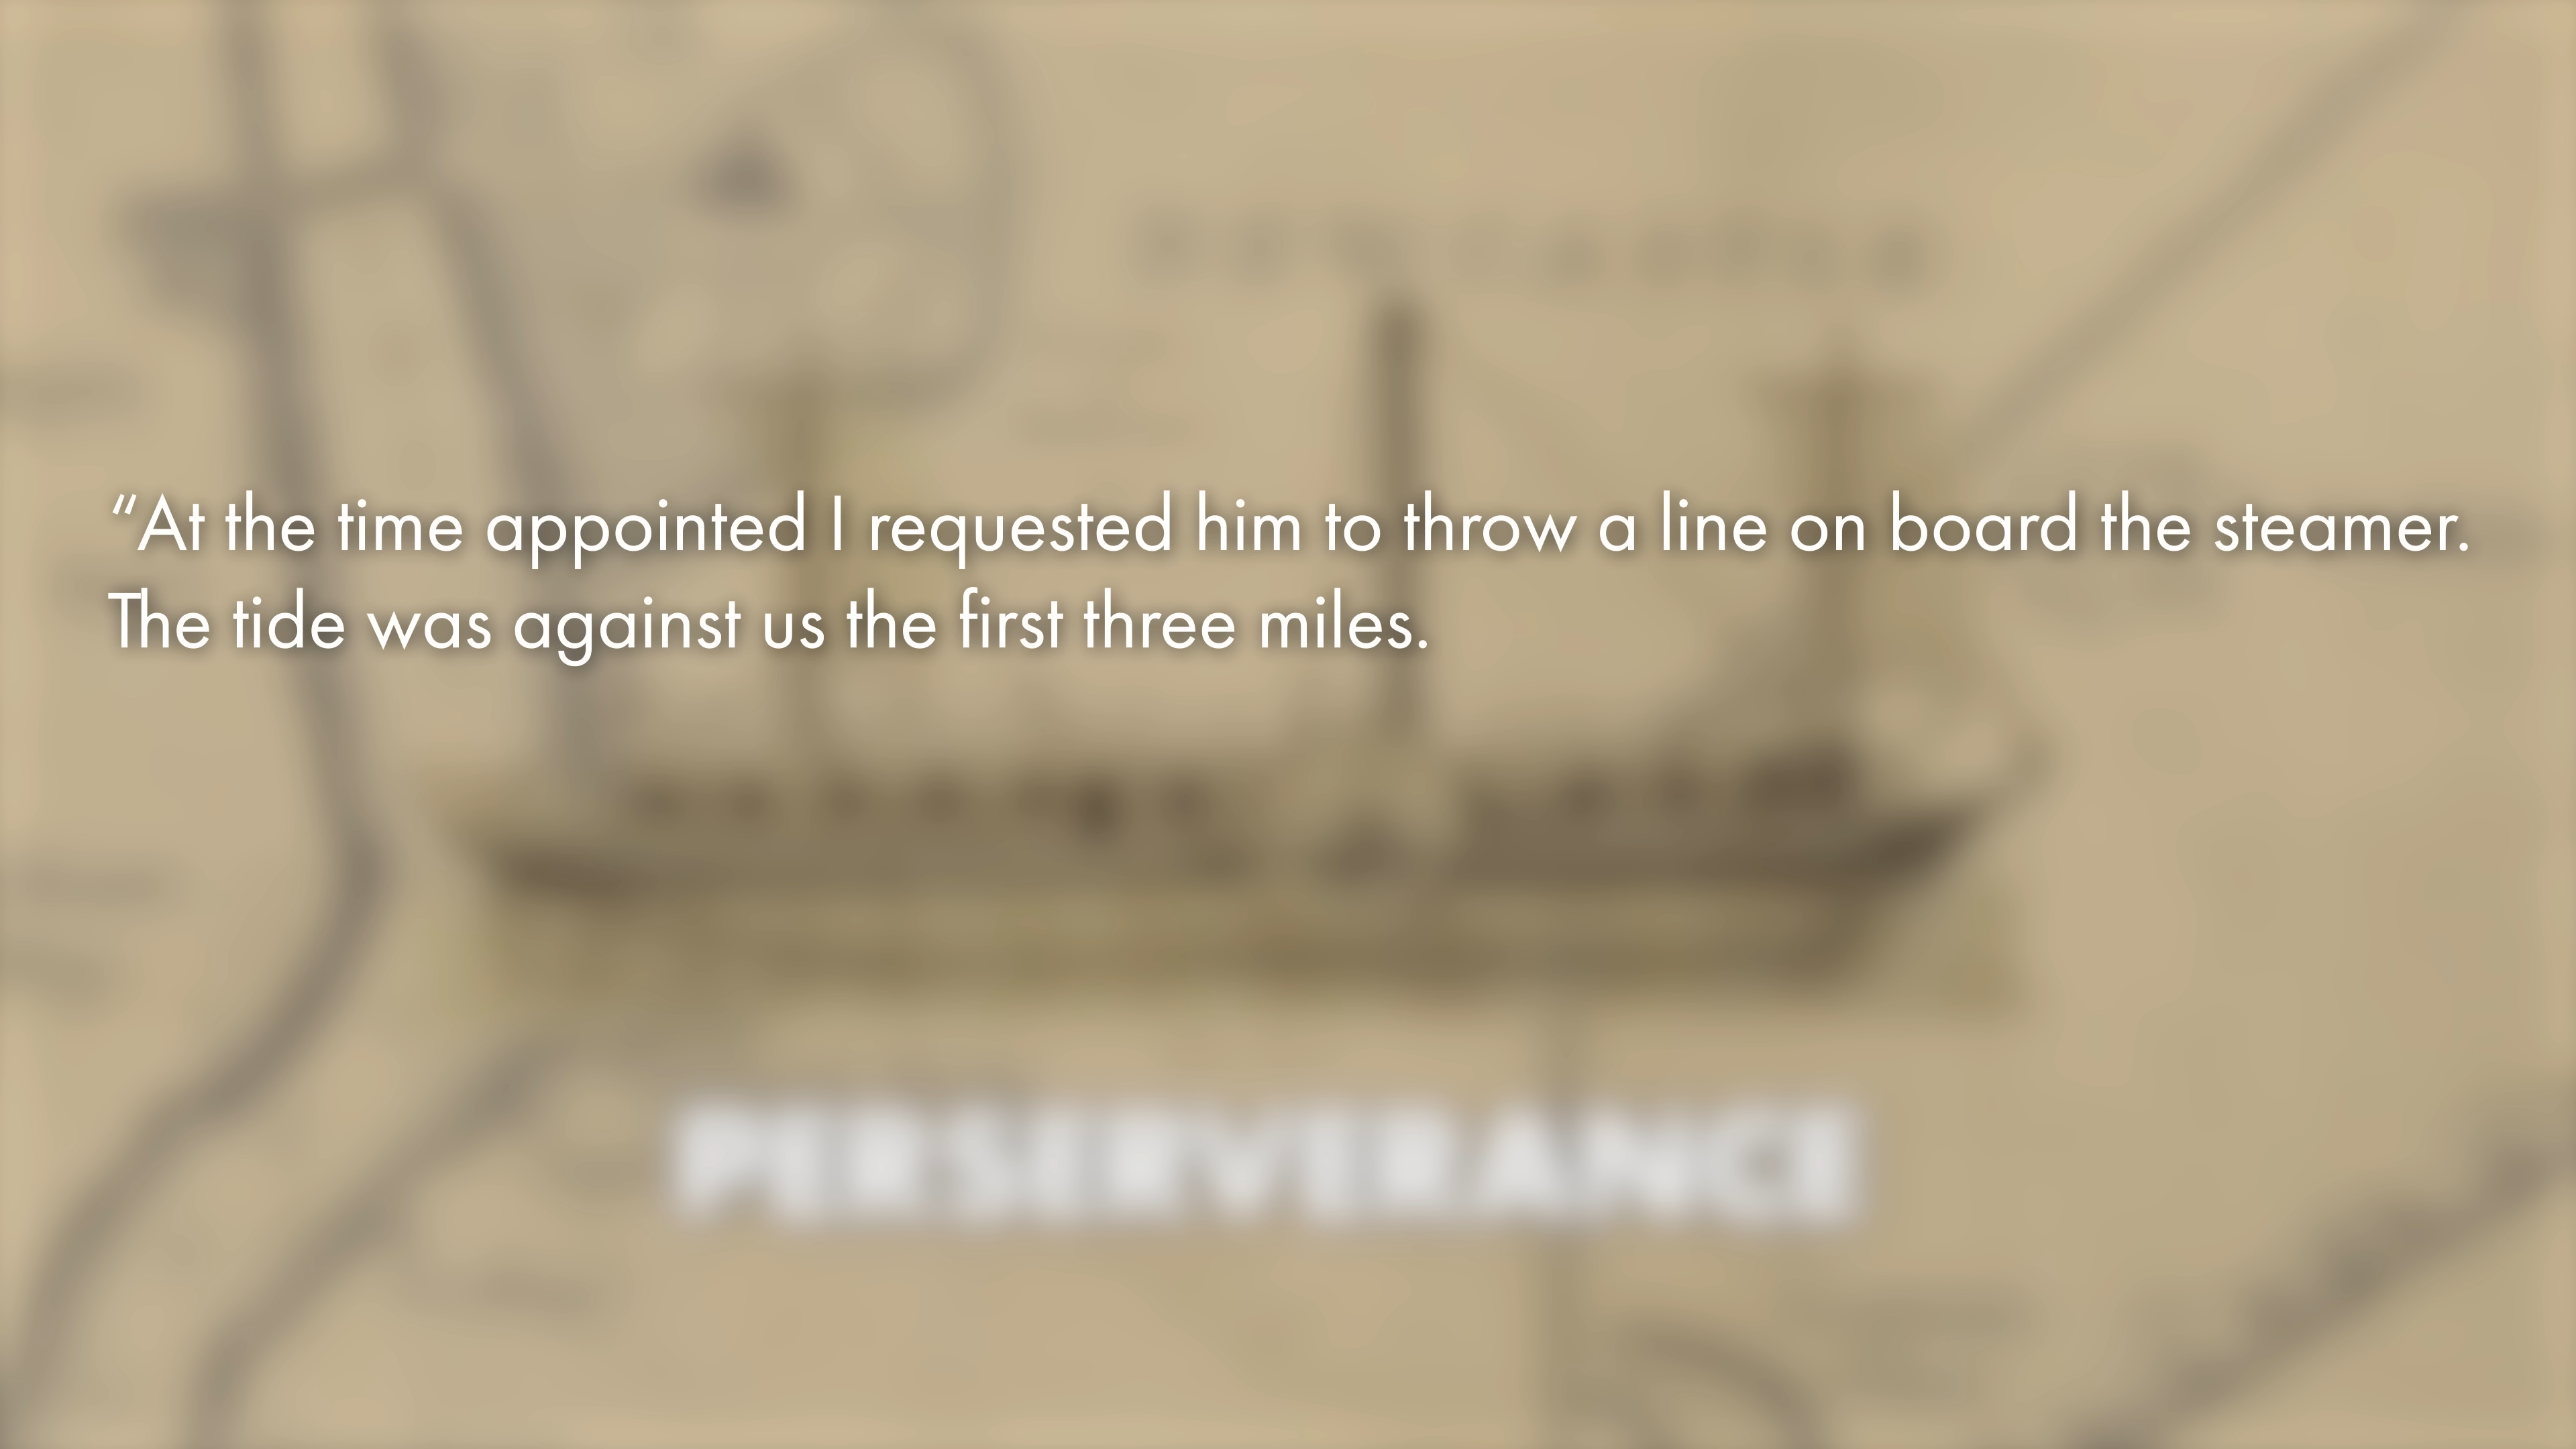 “At the time appointed I requested him to throw a line on board the steamer.
The tide was against us the first three miles.
PERSERVERANCE